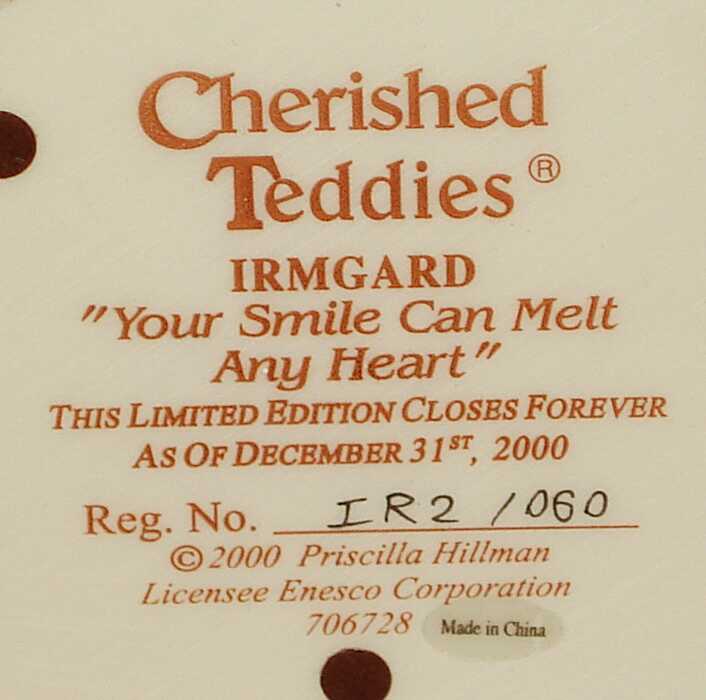 Cherished
Teddies®
IRMGARD
"Your Smile Can Melt
Any Heart"
THIS LIMITED EDITION CLOSES FOREVER
AS OF DECEMBER 31ST, 2000
Reg. No. IR2 /060
© 2000 Priscilla Hillman
Licensee Enesco Corporation
706728 Made in China